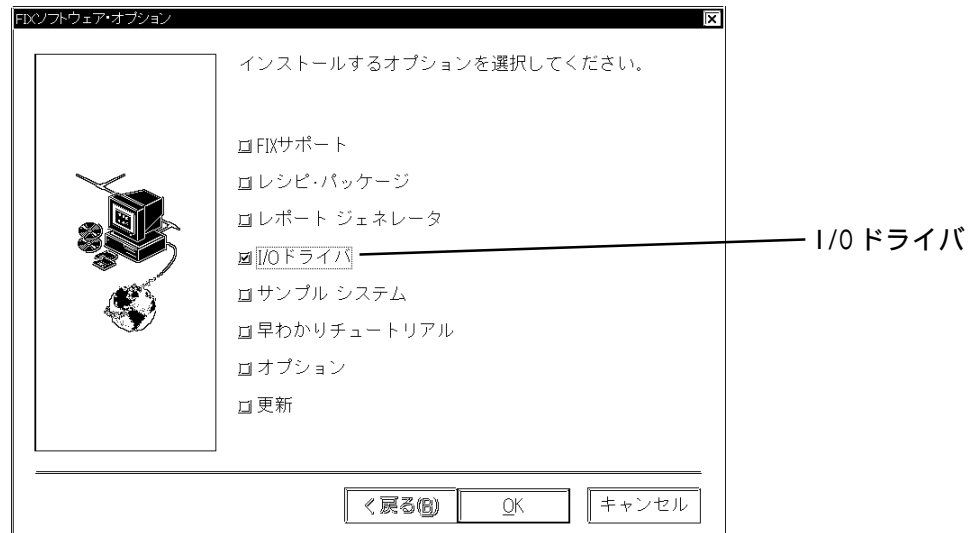 FIXソフトウェア・オプション
インストールするオプションを選択してください。
FIXサポート
レシピ・パッケージ
レポート ジェネレータ
I/Oドライバ
I/O ドライバ
サンプル システム
早わかりチュートリアル
オプション
更新
< 戻る(B)
OK
キャンセル